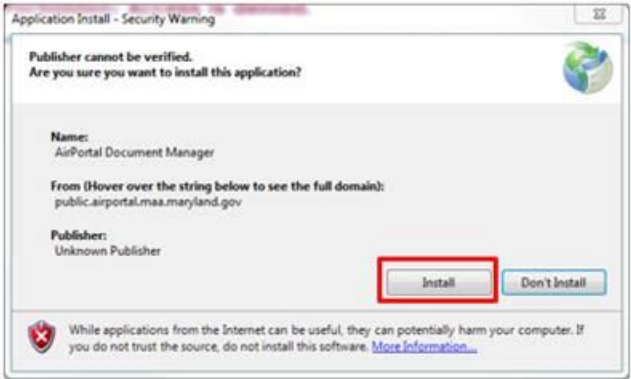 Application Install - Security Warning
Publisher cannot be verified.
Are you sure you want to install this application?
Name:
AirPortal Document Manager
From (Hover over the string below to see the full domain):
public.airportal.maa.maryland.gov
Publisher:
Unknown Publisher
Install
Don't Install
While applications from the Internet can be useful, they can potentially harm your computer. If
you do not trust the source, do not install this software. More Information...